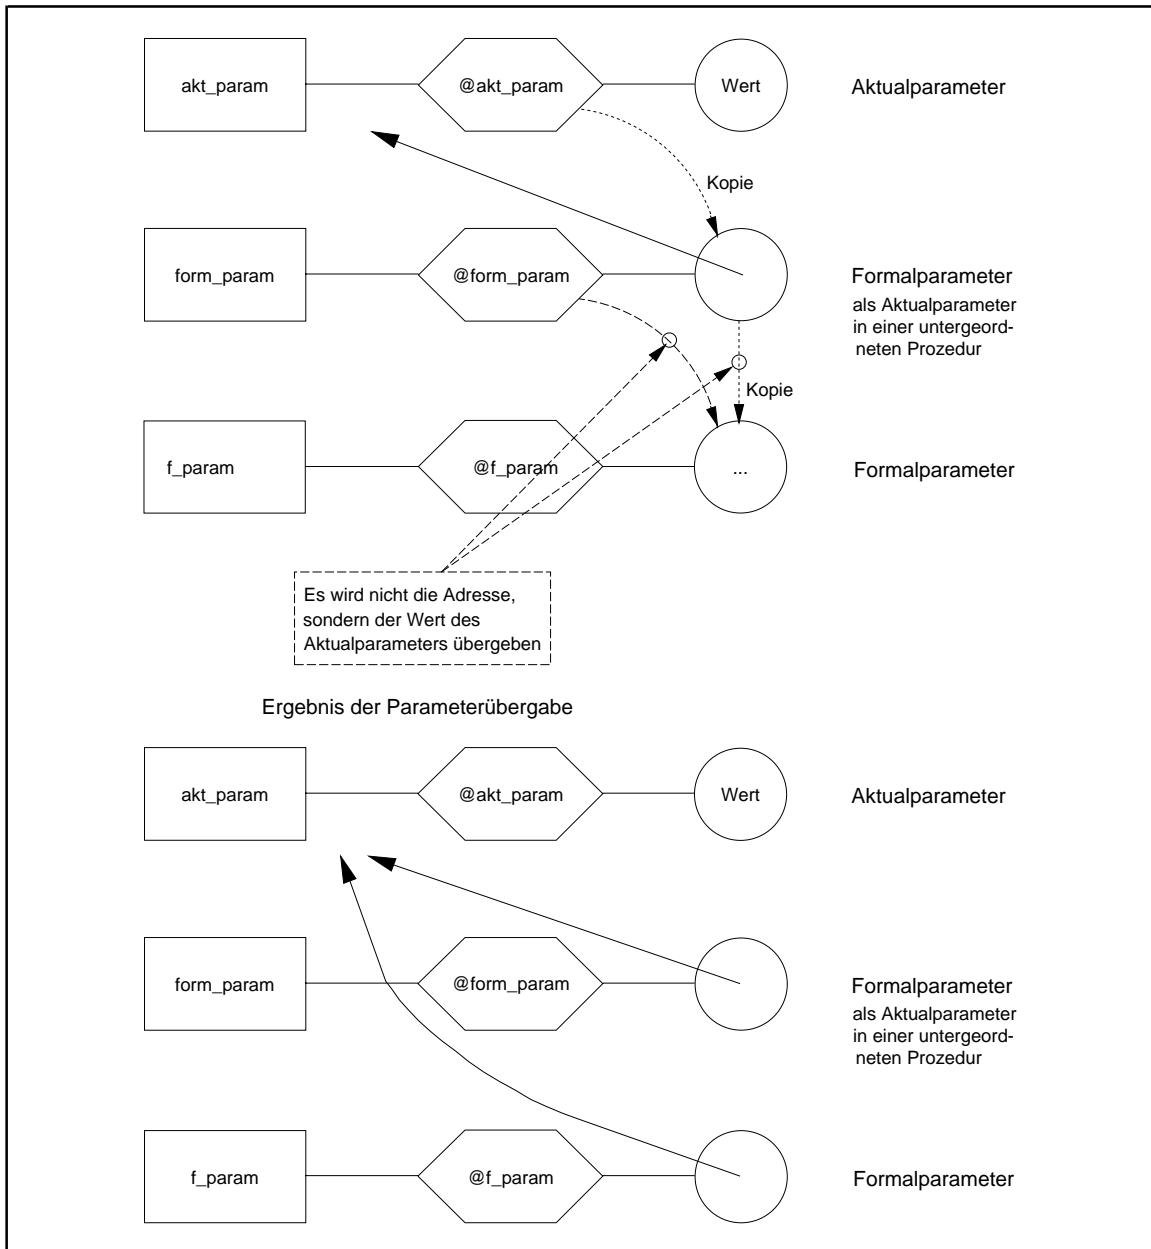 akt_param @akt_param Wert Aktualparameter
Kopie
form_param @form_param Formalparameter
als Aktualparameter
in einer untergeord-
neten Prozedur
Kopie
f_param @f_param ... Formalparameter
Es wird nicht die Adresse,
sondern der Wert des
Aktualparameters übergeben
Ergebnis der Parameterübergabe
akt_param @akt_param Wert Aktualparameter
form_param @form_param Formalparameter
als Aktualparameter
in einer untergeord-
neten Prozedur
f_param @f_param Formalparameter